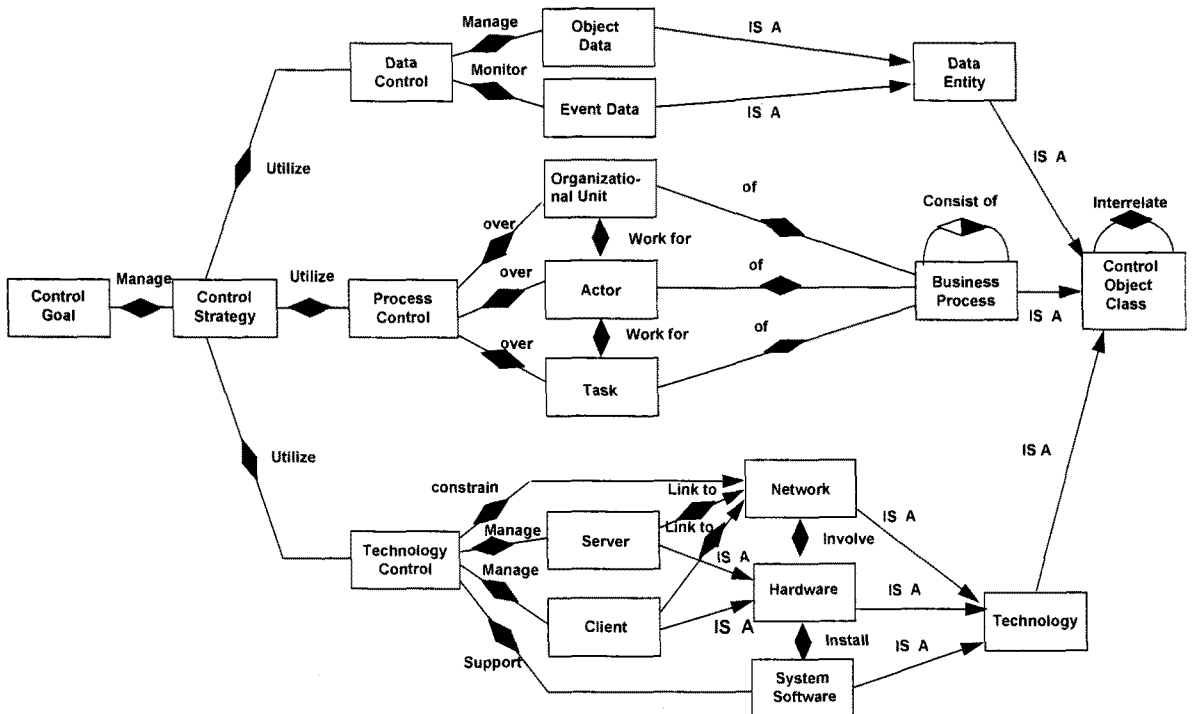 Manage
Object
Data
IS A
Data
Control
Monitor
Event Data
IS A
Data
Entity
IS A
Utilize
Organizatio-
nal Unit
of
Consist of
Interrelate
over
Work for
Control
Goal
Manage
Control
Strategy
Utilize
Process
Control
over
Actor
of
Business
Process
IS A
Control
Object
Class
over
Work for
of
Task
Utilize
IS A
constrain
Link to
Network
IS A
Technology
Control
Manage
Server
Link to
Involve
IS A
Manage
Client
Hardware
IS A
IS A
Technology
Support
Install
IS A
System
Software